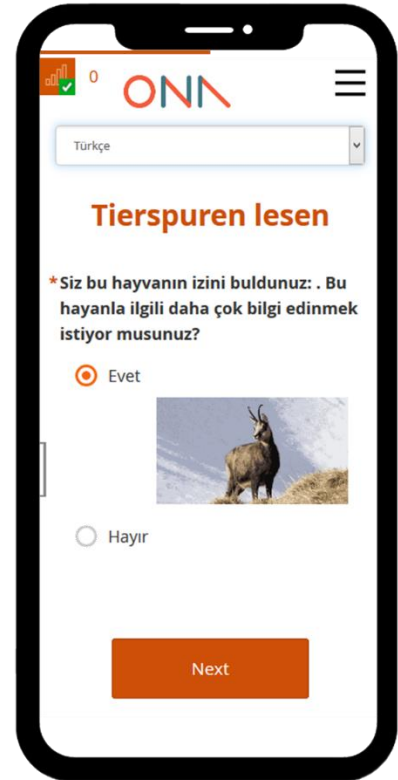 0
ONA
Türkçe
Tierspuren lesen
*Siz bu hayvanın izini buldunuz: . Bu
hayanla ilgili daha çok bilgi edinmek
istiyor musunuz?
Evet
Hayır
Next